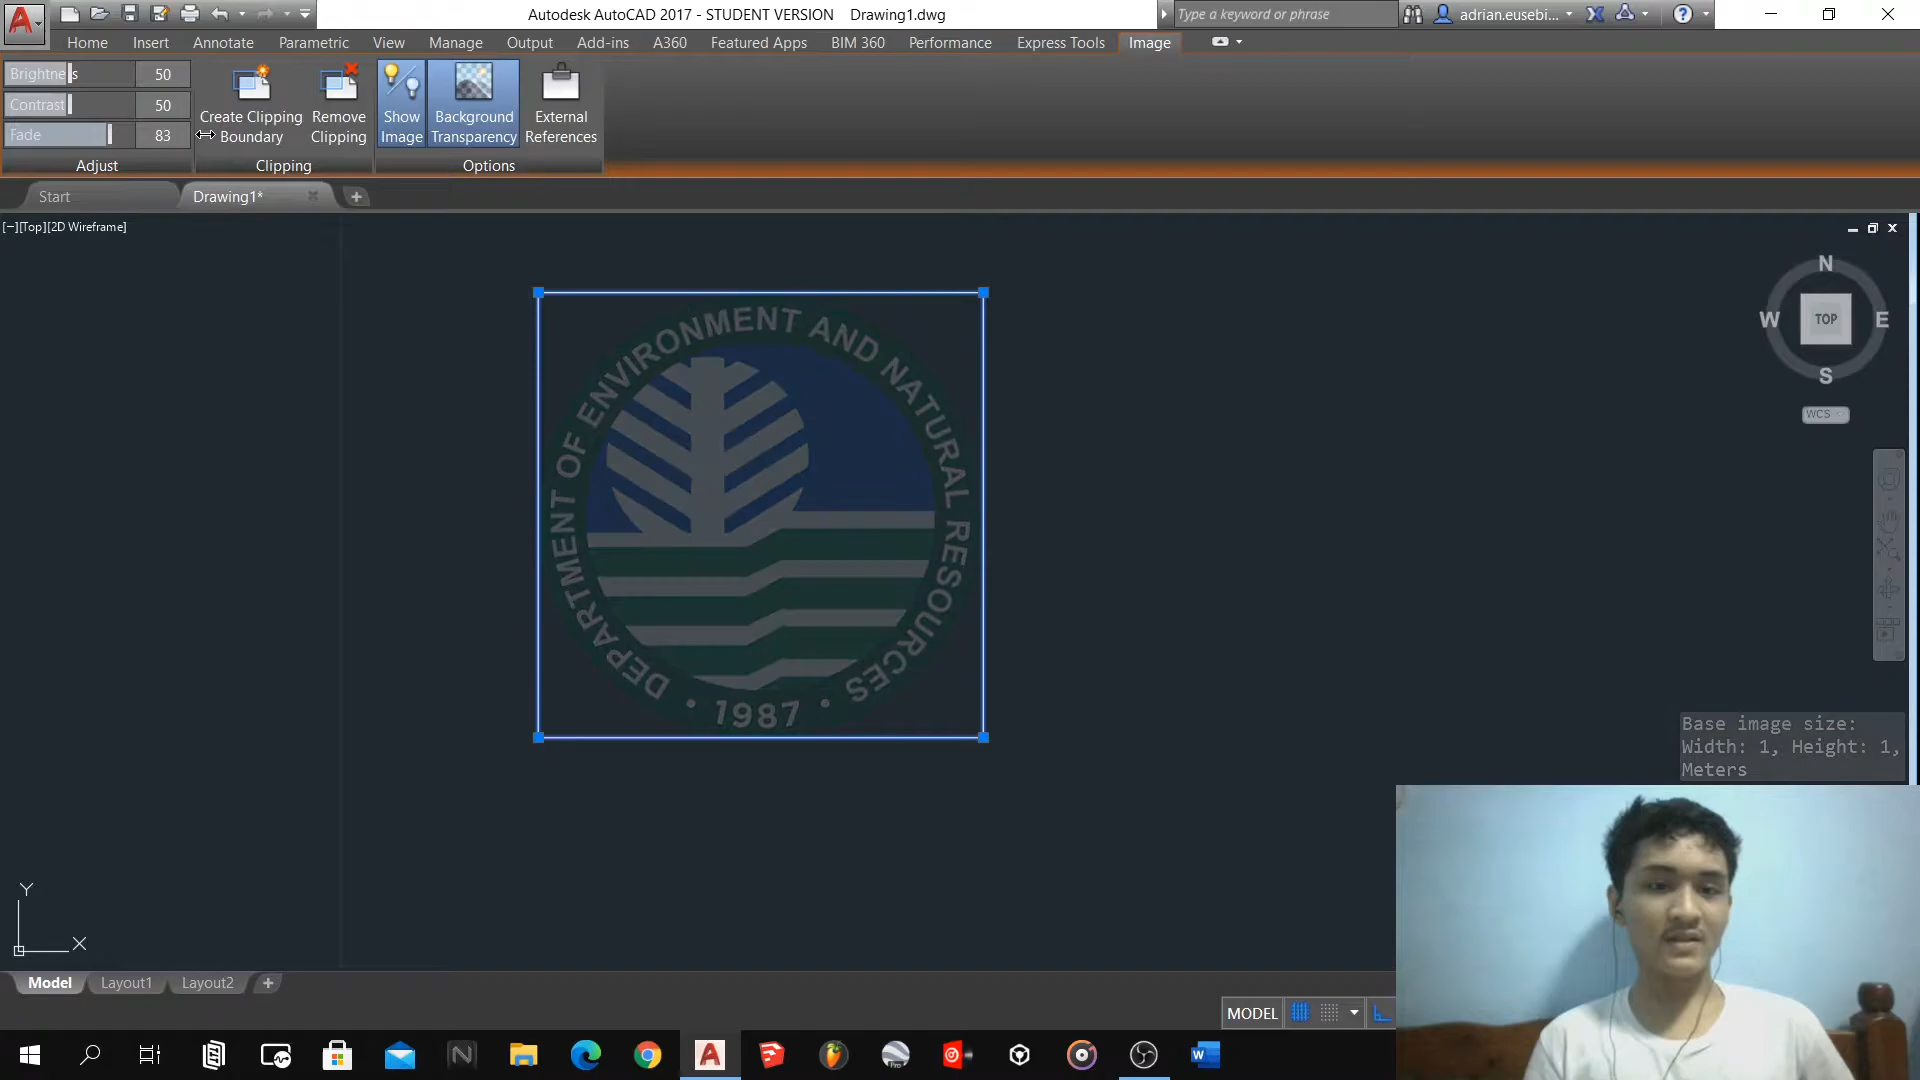 Autodesk AutoCAD 2017 - STUDENT VERSION Drawing1.dwg
Type a keyword or phrase
adrian.eusebi...
Home Insert Annotate Parametric View Manage Output Add-ins A360 Featured Apps BIM 360 Performance Express Tools Image
Brightness 50
Contrast 50
Fade 83
Create Clipping
Boundary
Remove
Clipping
Show
Image
Background
Transparency
External
References
Adjust Clipping Options
Start Drawing1*
[−][Top][2D Wireframe]
N
W TOP E
S
WCS
DEPARTMENT OF ENVIRONMENT AND NATURAL RESOURCES
• 1987 •
Base image size:
Width: 1, Height: 1,
Meters
Y
X
Model Layout1 Layout2
MODEL